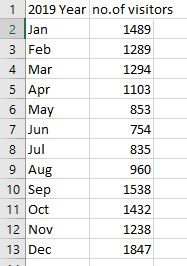 1 2019 Year no.of visitors
2 Jan 1489
3 Feb 1289
4 Mar 1294
5 Apr 1103
6 May 853
7 Jun 754
8 Jul 835
9 Aug 960
10 Sep 1538
11 Oct 1432
12 Nov 1238
13 Dec 1847